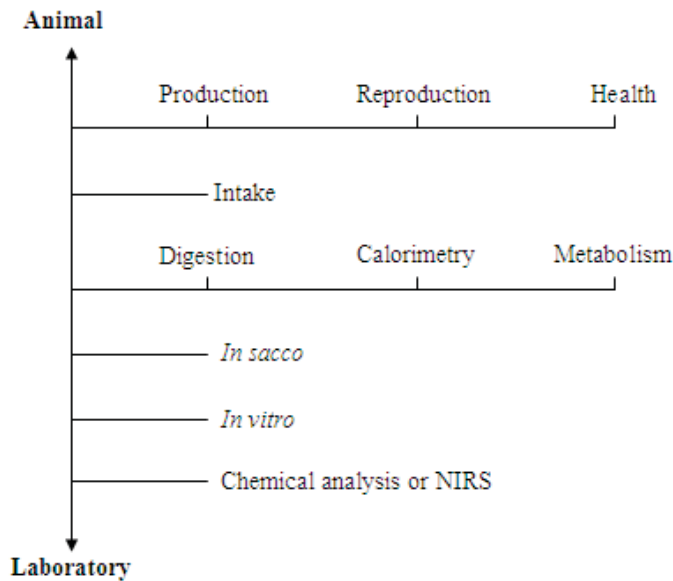 Animal
Production Reproduction Health
Intake
Digestion Calorimetry Metabolism
In sacco
In vitro
Chemical analysis or NIRS
Laboratory